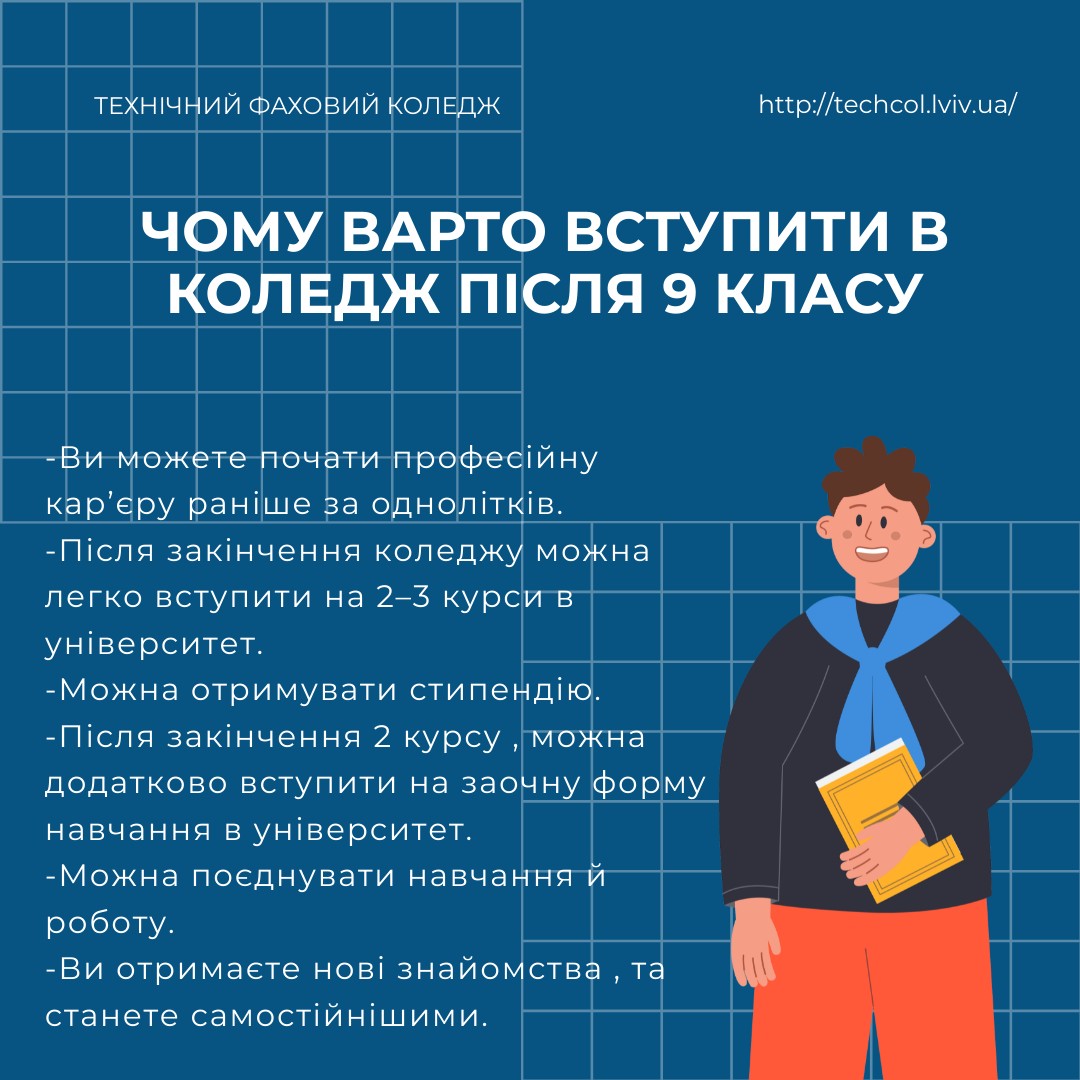 ТЕХНІЧНИЙ ФАХОВИЙ КОЛЕДЖ
http://techcol.lviv.ua/
ЧОМУ ВАРТО ВСТУПИТИ В
КОЛЕДЖ ПІСЛЯ 9 КЛАСУ
-Ви можете почати професійну
кар’єру раніше за однолітків.
-Після закінчення коледжу можна
легко вступити на 2–3 курси в
університет.
-Можна отримувати стипендію.
-Після закінчення 2 курсу , можна
додатково вступити на заочну форму
навчання в університет.
-Можна поєднувати навчання й
роботу.
-Ви отримаєте нові знайомства , та
станете самостійнішими.